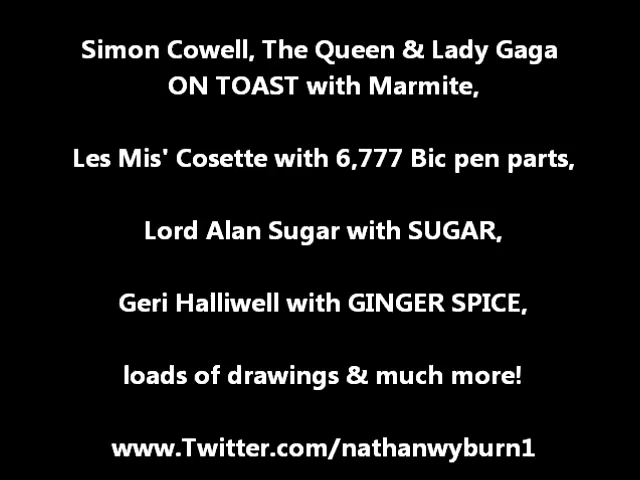 Simon Cowell, The Queen & Lady Gaga
ON TOAST with Marmite,
Les Mis' Cosette with 6,777 Bic pen parts,
Lord Alan Sugar with SUGAR,
Geri Halliwell with GINGER SPICE,
loads of drawings & much more!
www.Twitter.com/nathanwyburn1